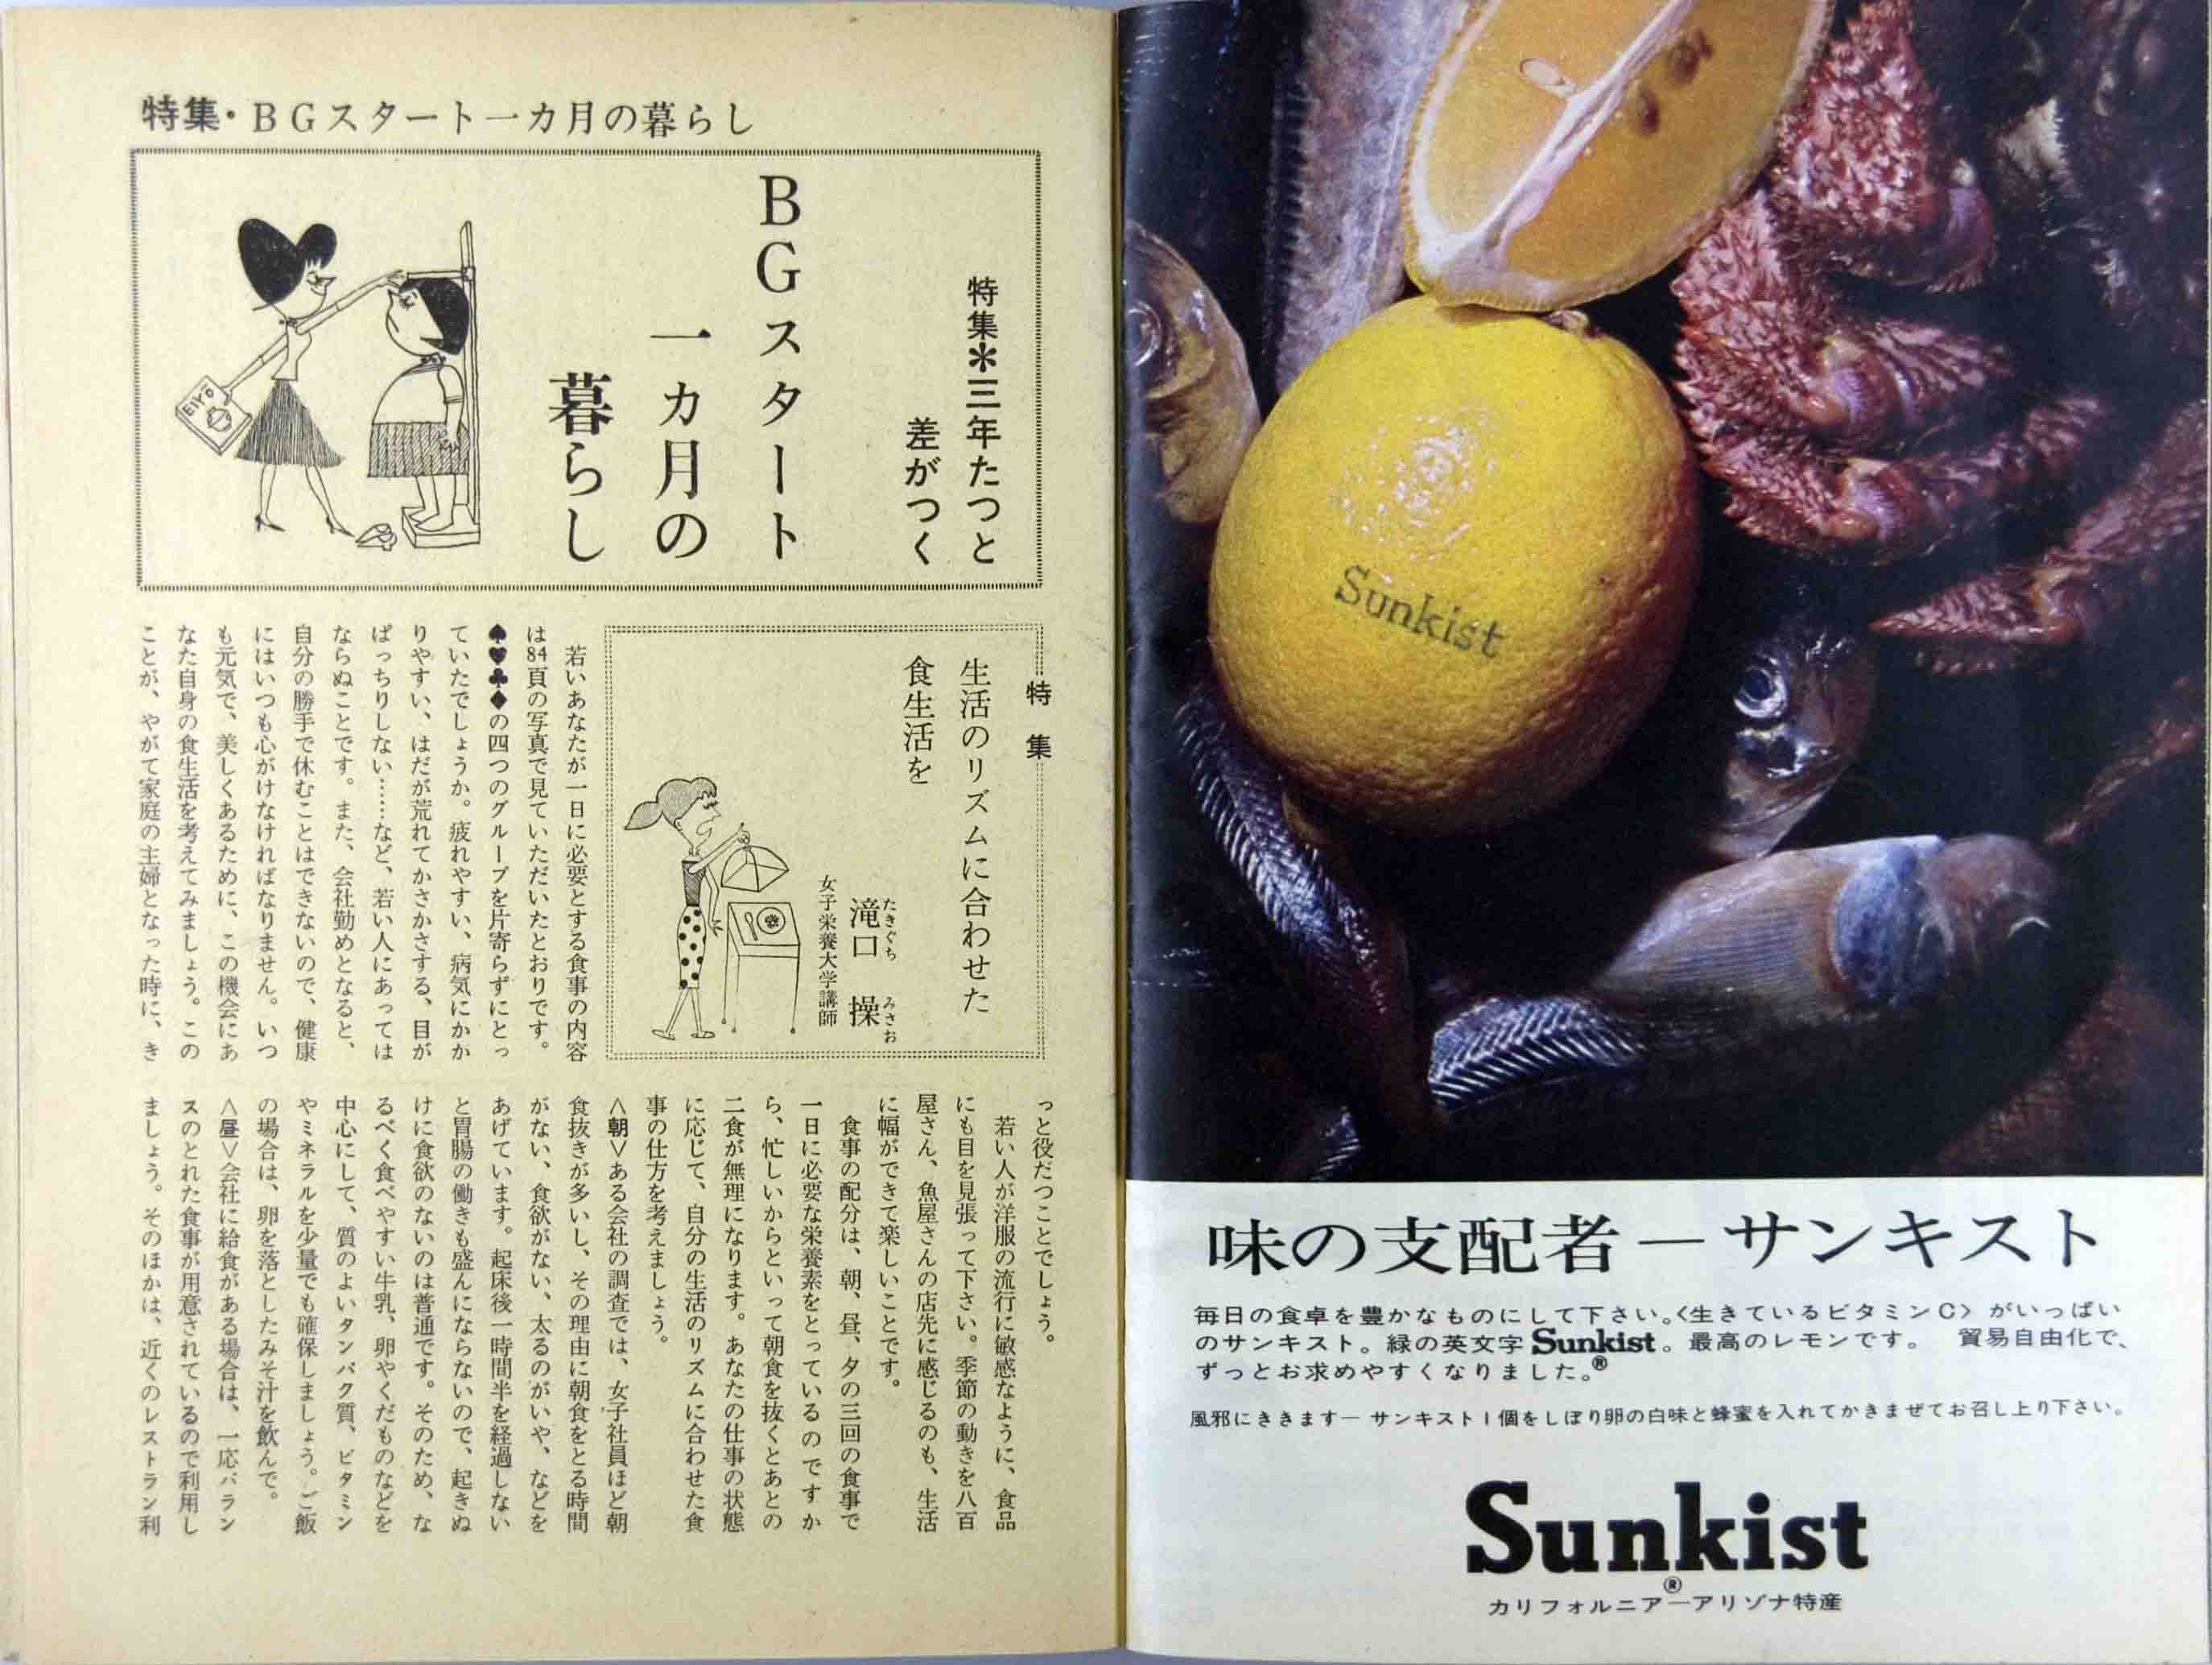 特集・BGスタート一カ月の暮らし
特集＊三年たつと
差がつく
BGスタート
一カ月の
暮らし
Eiyō
特集
生活のリズムに合わせた
食生活を
たきぐち みさお
滝口 操
女子栄養大学講師
若いあなたが一日に必要とする食事の内容
は84頁の写真で見ていただいたとおりです。
♠♥♣♦の四つのグループを片寄らずにとっ
ていたでしょうか。疲れやすい、病気にかか
りやすい、はだが荒れてかさかさする、目が
ぱっちりしない……など、若い人にあっては
ならぬことです。また、会社勤めとなると、
自分の勝手で休むことはできないので、健康
にはいつも心がけなければなりません。いつ
も元気で、美しくあるために、この機会にあ
なた自身の食生活を考えてみましょう。この
ことが、やがて家庭の主婦となった時に、き
っと役だつことでしょう。
若い人が洋服の流行に敏感なように、食品
にも目を見張って下さい。季節の動きを八百
屋さん、魚屋さんの店先に感じるのも、生活
に幅ができて楽しいことです。
食事の配分は、朝、昼、夕の三回の食事で
一日に必要な栄養素をとっているのですか
ら、忙しいからといって朝食を抜くとあとの
二食が無理になります。あなたの仕事の状態
に応じて、自分の生活のリズムに合わせた食
事の仕方を考えましょう。
〈朝〉ある会社の調査では、女子社員ほど朝
食抜きが多いし、その理由に朝食をとる時間
がない、食欲がない、太るのがいや、などを
あげています。起床後一時間半を経過しない
と胃腸の働きも盛んにならないので、起きぬ
けに食欲のないのは普通です。そのため、な
るべく食べやすい牛乳、卵やくだものなどを
中心にして、質のよいタンパク質、ビタミン
やミネラルを少量でも確保しましょう。ご飯
の場合は、卵を落としたみそ汁を飲んで。
〈昼〉会社に給食がある場合は、一応バラン
スのとれた食事が用意されているので利用し
ましょう。そのほかは、近くのレストラン利
Sunkist
味の支配者ーサンキスト
毎日の食卓を豊かなものにして下さい。〈生きているビタミンC〉がいっぱい
のサンキスト。緑の英文字Sunkist。最高のレモンです。 貿易自由化で、
ずっとお求めやすくなりました。®
風邪にききますー サンキスト1個をしぼり卵の白味と蜂蜜を入れてかきまぜてお召し上り下さい。
Sunkist
®
カリフォルニアーアリゾナ特産